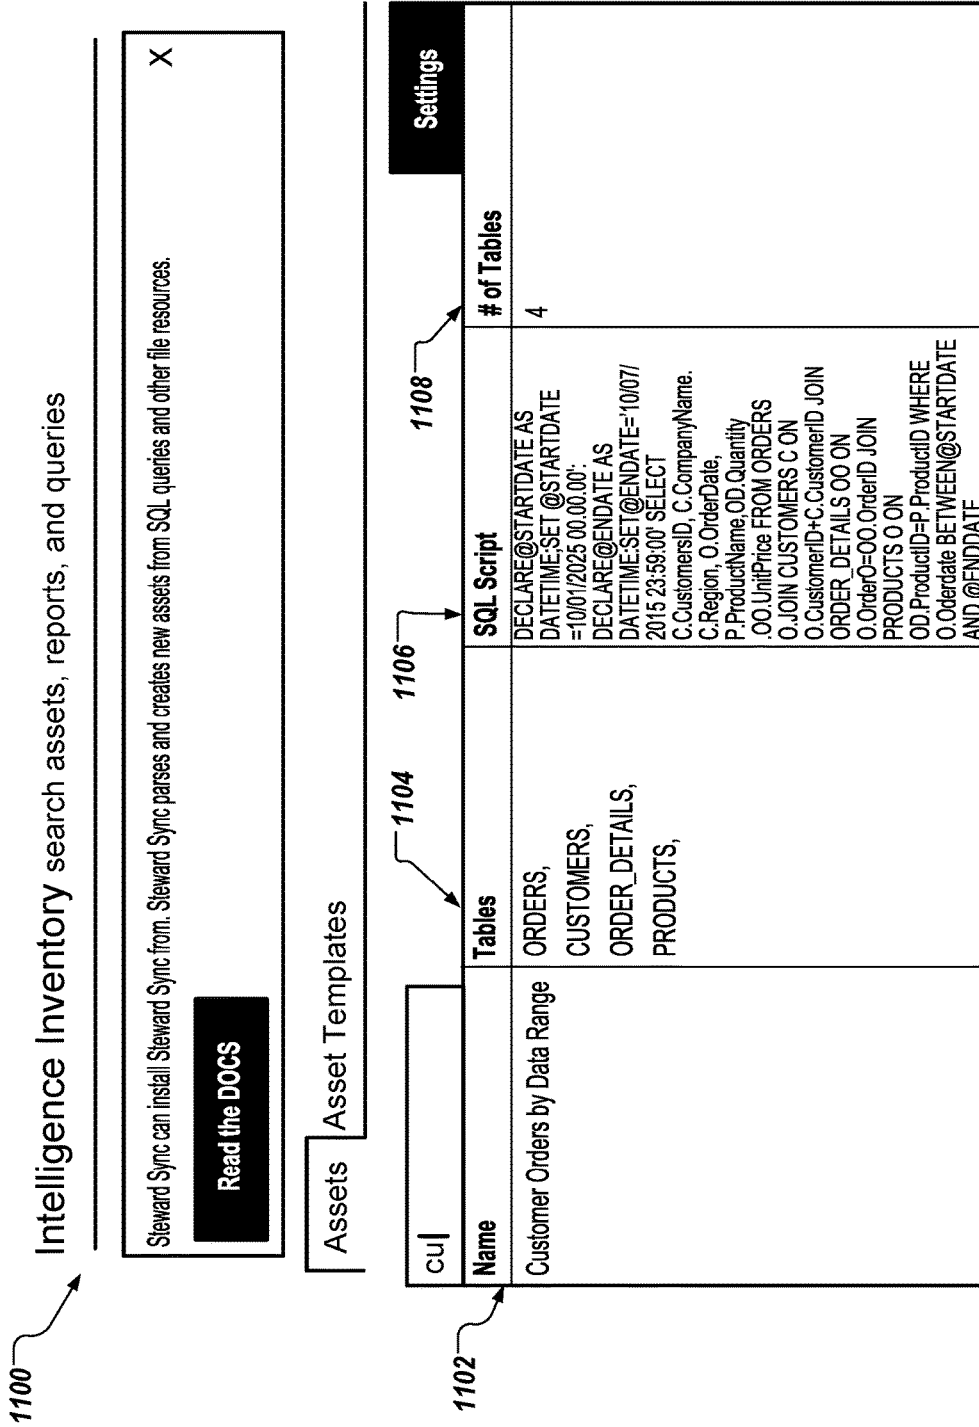 1100
Intelligence Inventory search assets, reports, and queries
Steward Sync can install Steward Sync from. Steward Sync parses and creates new assets from SQL queries and other file resources.
X
Read the DOCS
Assets
Asset Templates
1102
1104
1106
1108
cu
Settings
Name
Tables
SQL Script
# of Tables
Customer Orders by Data Range
ORDERS,
CUSTOMERS,
ORDER_DETAILS,
PRODUCTS,
DECLARE@STARTDATE AS
DATETIME;SET @STARTDATE
=10/01/2025 00.00.00':
DECLARE@ENDATE AS
DATETIME:SET@ENDATE='10/07/
2015 23:59:00' SELECT
C.CustomersID, C.CompanyName.
C.Region, O.OrderDate,
P.ProductName,OD.Quantity
.OO.UnitPrice FROM ORDERS
O.JOIN CUSTOMERS C ON
O.CustomerID+C.CustomerID JOIN
ORDER_DETAILS OO ON
O.OrderO=OO.OrderID JOIN
PRODUCTS O ON
OD.ProductID=P.ProductID WHERE
O.Oderdate BETWEEN@STARTDATE
AND @ENDDATE
4